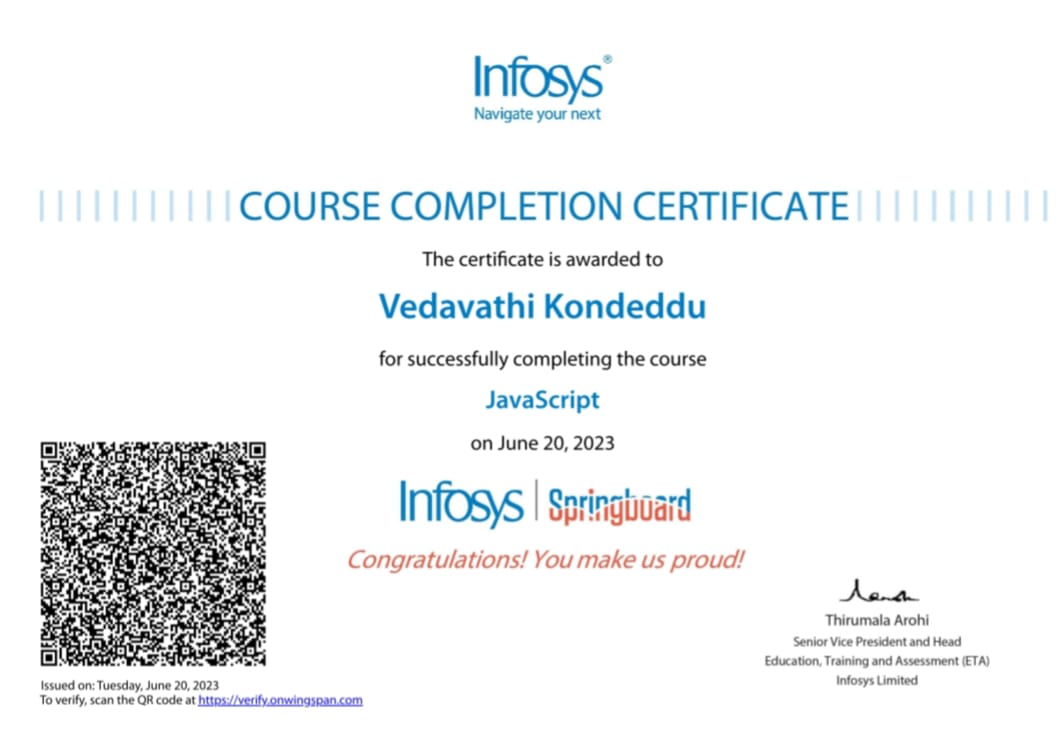 Infosys®
Navigate your next
COURSE COMPLETION CERTIFICATE
The certificate is awarded to
Vedavathi Kondeddu
for successfully completing the course
JavaScript
on June 20, 2023
Infosys | Springboard
Congratulations! You make us proud!
Thirumala Arohi
Senior Vice President and Head
Education, Training and Assessment (ETA)
Infosys Limited
Issued on: Tuesday, June 20, 2023
To verify, scan the QR code at https://verify.onwingspan.com